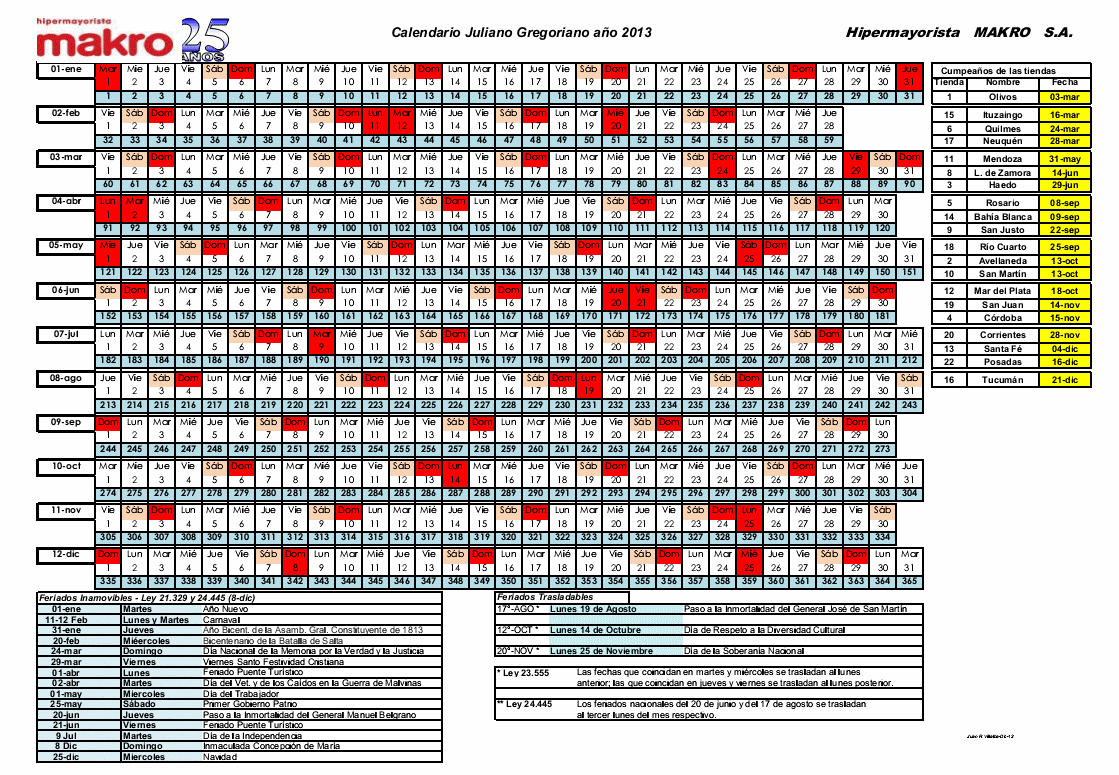 hipermayorista
makro 25 AÑOS
Calendario Juliano Gregoriano año 2013
Hipermayorista MAKRO S.A.
01-ene Mar Mié Jue Vie Sáb Dom Lun Mar Mié Jue Vie Sáb Dom Lun Mar Mié Jue Vie Sáb Dom Lun Mar Mié Jue Vie Sáb Dom Lun Mar Mié Jue
1 2 3 4 5 6 7 8 9 10 11 12 13 14 15 16 17 18 19 20 21 22 23 24 25 26 27 28 29 30 31
1 2 3 4 5 6 7 8 9 10 11 12 13 14 15 16 17 18 19 20 21 22 23 24 25 26 27 28 29 30 31
02-feb Vie Sáb Dom Lun Mar Mié Jue Vie Sáb Dom Lun Mar Mié Jue Vie Sáb Dom Lun Mar Mié Jue Vie Sáb Dom Lun Mar Mié Jue
1 2 3 4 5 6 7 8 9 10 11 12 13 14 15 16 17 18 19 20 21 22 23 24 25 26 27 28
32 33 34 35 36 37 38 39 40 41 42 43 44 45 46 47 48 49 50 51 52 53 54 55 56 57 58 59
03-mar Vie Sáb Dom Lun Mar Mié Jue Vie Sáb Dom Lun Mar Mié Jue Vie Sáb Dom Lun Mar Mié Jue Vie Sáb Dom Lun Mar Mié Jue Vie Sáb Dom
1 2 3 4 5 6 7 8 9 10 11 12 13 14 15 16 17 18 19 20 21 22 23 24 25 26 27 28 29 30 31
60 61 62 63 64 65 66 67 68 69 70 71 72 73 74 75 76 77 78 79 80 81 82 83 84 85 86 87 88 89 90
04-abr Lun Mar Mié Jue Vie Sáb Dom Lun Mar Mié Jue Vie Sáb Dom Lun Mar Mié Jue Vie Sáb Dom Lun Mar Mié Jue Vie Sáb Dom Lun Mar
1 2 3 4 5 6 7 8 9 10 11 12 13 14 15 16 17 18 19 20 21 22 23 24 25 26 27 28 29 30
91 92 93 94 95 96 97 98 99 100 101 102 103 104 105 106 107 108 109 110 111 112 113 114 115 116 117 118 119 120
05-may Mié Jue Vie Sáb Dom Lun Mar Mié Jue Vie Sáb Dom Lun Mar Mié Jue Vie Sáb Dom Lun Mar Mié Jue Vie Sáb Dom Lun Mar Mié Jue Vie
1 2 3 4 5 6 7 8 9 10 11 12 13 14 15 16 17 18 19 20 21 22 23 24 25 26 27 28 29 30 31
121 122 123 124 125 126 127 128 129 130 131 132 133 134 135 136 137 138 139 140 141 142 143 144 145 146 147 148 149 150 151
06-jun Sáb Dom Lun Mar Mié Jue Vie Sáb Dom Lun Mar Mié Jue Vie Sáb Dom Lun Mar Mié Jue Vie Sáb Dom Lun Mar Mié Jue Vie Sáb Dom
1 2 3 4 5 6 7 8 9 10 11 12 13 14 15 16 17 18 19 20 21 22 23 24 25 26 27 28 29 30
152 153 154 155 156 157 158 159 160 161 162 163 164 165 166 167 168 169 170 171 172 173 174 175 176 177 178 179 180 181
07-jul Lun Mar Mié Jue Vie Sáb Dom Lun Mar Mié Jue Vie Sáb Dom Lun Mar Mié Jue Vie Sáb Dom Lun Mar Mié Jue Vie Sáb Dom Lun Mar Mié
1 2 3 4 5 6 7 8 9 10 11 12 13 14 15 16 17 18 19 20 21 22 23 24 25 26 27 28 29 30 31
182 183 184 185 186 187 188 189 190 191 192 193 194 195 196 197 198 199 200 201 202 203 204 205 206 207 208 209 210 211 212
08-ago Jue Vie Sáb Dom Lun Mar Mié Jue Vie Sáb Dom Lun Mar Mié Jue Vie Sáb Dom Lun Mar Mié Jue Vie Sáb Dom Lun Mar Mié Jue Vie Sáb
1 2 3 4 5 6 7 8 9 10 11 12 13 14 15 16 17 18 19 20 21 22 23 24 25 26 27 28 29 30 31
213 214 215 216 217 218 219 220 221 222 223 224 225 226 227 228 229 230 231 232 233 234 235 236 237 238 239 240 241 242 243
09-sep Dom Lun Mar Mié Jue Vie Sáb Dom Lun Mar Mié Jue Vie Sáb Dom Lun Mar Mié Jue Vie Sáb Dom Lun Mar Mié Jue Vie Sáb Dom Lun
1 2 3 4 5 6 7 8 9 10 11 12 13 14 15 16 17 18 19 20 21 22 23 24 25 26 27 28 29 30
244 245 246 247 248 249 250 251 252 253 254 255 256 257 258 259 260 261 262 263 264 265 266 267 268 269 270 271 272 273
10-oct Mar Mié Jue Vie Sáb Dom Lun Mar Mié Jue Vie Sáb Dom Lun Mar Mié Jue Vie Sáb Dom Lun Mar Mié Jue Vie Sáb Dom Lun Mar Mié Jue
1 2 3 4 5 6 7 8 9 10 11 12 13 14 15 16 17 18 19 20 21 22 23 24 25 26 27 28 29 30 31
274 275 276 277 278 279 280 281 282 283 284 285 286 287 288 289 290 291 292 293 294 295 296 297 298 299 300 301 302 303 304
11-nov Vie Sáb Dom Lun Mar Mié Jue Vie Sáb Dom Lun Mar Mié Jue Vie Sáb Dom Lun Mar Mié Jue Vie Sáb Dom Lun Mar Mié Jue Vie Sáb
1 2 3 4 5 6 7 8 9 10 11 12 13 14 15 16 17 18 19 20 21 22 23 24 25 26 27 28 29 30
305 306 307 308 309 310 311 312 313 314 315 316 317 318 319 320 321 322 323 324 325 326 327 328 329 330 331 332 333 334
12-dic Dom Lun Mar Mié Jue Vie Sáb Dom Lun Mar Mié Jue Vie Sáb Dom Lun Mar Mié Jue Vie Sáb Dom Lun Mar Mié Jue Vie Sáb Dom Lun Mar
1 2 3 4 5 6 7 8 9 10 11 12 13 14 15 16 17 18 19 20 21 22 23 24 25 26 27 28 29 30 31
335 336 337 338 339 340 341 342 343 344 345 346 347 348 349 350 351 352 353 354 355 356 357 358 359 360 361 362 363 364 365
Cumpeaños de las tiendas
Tienda Nombre Fecha
1 Olivos 03-mar
15 Ituzaingo 16-mar
6 Quilmes 24-mar
17 Neuquén 28-mar
11 Mendoza 31-may
8 L. de Zamora 14-jun
3 Haedo 29-jun
5 Rosario 08-sep
14 Bahía Blanca 09-sep
9 San Justo 22-sep
18 Río Cuarto 25-sep
2 Avellaneda 13-oct
10 San Martín 13-oct
12 Mar del Plata 18-oct
19 San Juan 14-nov
4 Córdoba 15-nov
20 Corrientes 28-nov
13 Santa Fé 04-dic
22 Posadas 16-dic
16 Tucumán 21-dic
Feriados Inamovibles - Ley 21.329 y 24.445 (8-dic)
01-ene Martes Año Nuevo
11-12 Feb Lunes y Martes Carnaval
31-ene Jueves Año Bicent. de la Asamb. Gral. Constituyente de 1813
20-feb Miéercoles Bicentenario de la Batalla de Salta
24-mar Domingo Día Nacional de la Memoria por la Verdad y la Justicia
29-mar Viernes Viernes Santo Festividad Cristiana
01-abr Lunes Feriado Puente Turístico
02-abr Martes Día del Vet. y de los Caídos en la Guerra de Malvinas
01-may Miercoles Día del Trabajador
25-may Sábado Primer Gobierno Patrio
20-jun Jueves Paso a la Inmortalidad del General Manuel Belgrano
21-jun Viernes Feriado Puente Turístico
9 Jul Martes Día de la Independencia
8 Dic Domingo Inmaculada Concepción de María
25-dic Miercoles Navidad
Feriados Trasladables
17º-AGO * Lunes 19 de Agosto Paso a la Inmortalidad del General José de San Martín
12º-OCT * Lunes 14 de Octubre Día de Respeto a la Diversidad Cultural
20º-NOV * Lunes 25 de Noviembre Día de la Soberanía Nacional
* Ley 23.555 Las fechas que coincidan en martes y miércoles se trasladan al lunes
anterior; las que coincidan en jueves y viernes se trasladan al lunes posterior.
** Ley 24.445 Los feriados nacionales del 20 de junio y del 17 de agosto se trasladan
al tercer lunes del mes respectivo.